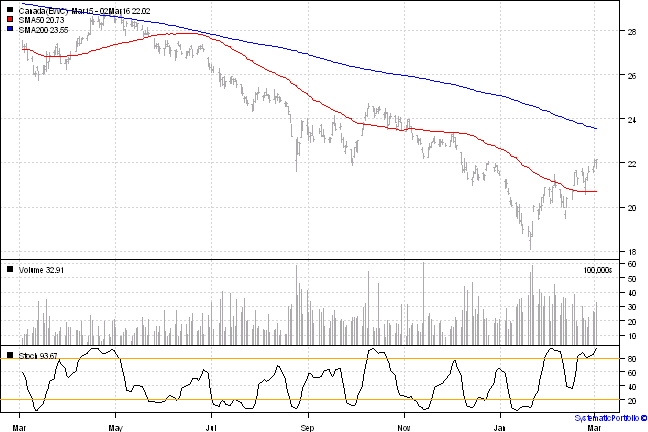 Canada(EWC) Mar15 - 02Mar16 22.02
SMA50 20.73
SMA200 23.55
28
26
24
22
20
18
Volume 32.91
100,000s
60
50
40
30
20
10
Stoch 93.67
80
60
40
20
Mar May Jul Sep Nov Jan Mar
SystematicPortfolio ©